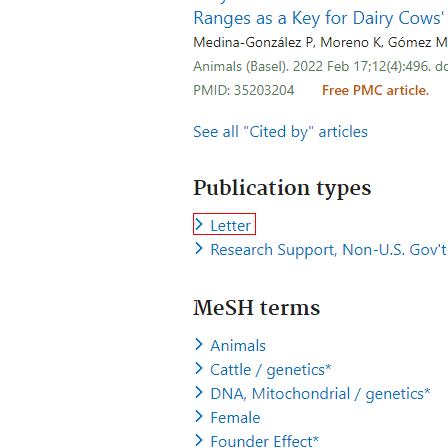 Ranges as a Key for Dairy Cows'
Medina-González P, Moreno K, Gómez M
Animals (Basel). 2022 Feb 17;12(4):496. do
PMID: 35203204 Free PMC article.
See all "Cited by" articles
Publication types
Letter
Research Support, Non-U.S. Gov't
MeSH terms
Animals
Cattle / genetics*
DNA, Mitochondrial / genetics*
Female
Founder Effect*